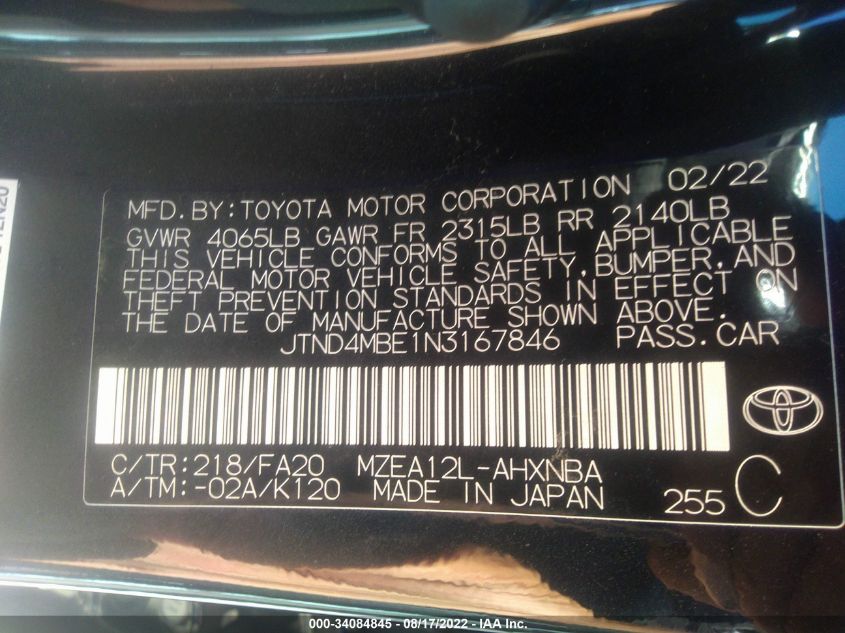 MFD.BY:TOYOTA MOTOR CORPORATION 02/22
GVWR 4065LB GAWR FR 2315LB RR 2140LB
THIS VEHICLE CONFORMS TO ALL APPLICABLE
FEDERAL MOTOR VEHICLE SAFETY,BUMPER,AND
THEFT PREVENTION STANDARDS IN EFFECT ON
THE DATE OF MANUFACTURE SHOWN ABOVE.
JTND4MBE1N3167846 PASS.CAR
C/TR:218/FA20 MZEA12L-AHXNBA
A/TM:-02A/K120 MADE IN JAPAN 255 C
000-34084845 - 08/17/2022 - IAA Inc.